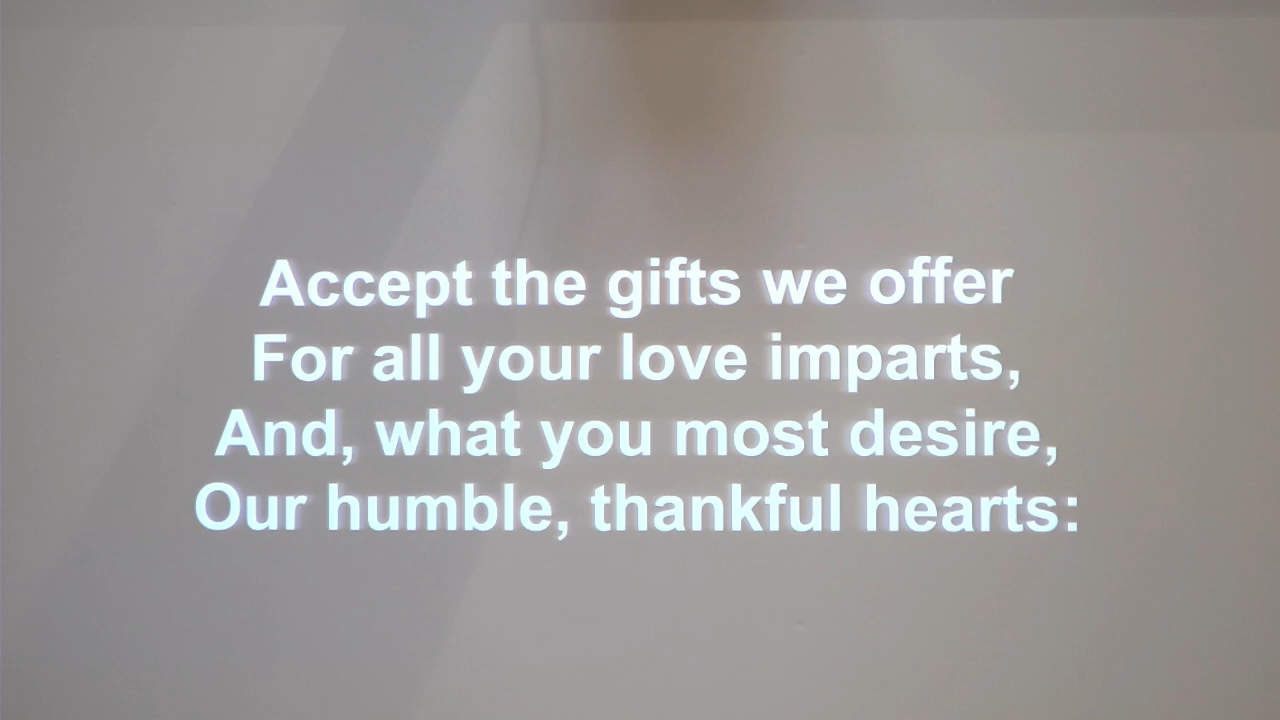 Accept the gifts we offer
For all your love imparts,
And, what you most desire,
Our humble, thankful hearts: